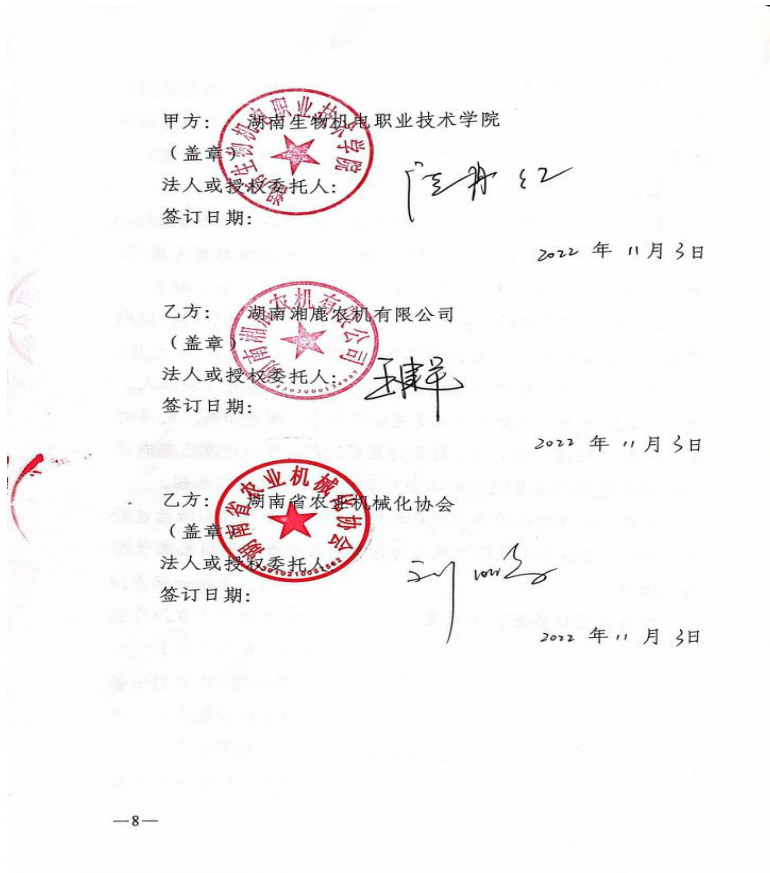 甲方：湖南生物机电职业技术学院
（盖章）
法人或授权委托人：
签订日期：
2022 年 11 月 3 日
乙方：湖南湘鹿农机有限公司
（盖章）
法人或授权委托人：
签订日期：
2022 年 11 月 3 日
乙方：湖南省农业机械化协会
（盖章）
法人或授权委托人：
签订日期：
2022 年 11 月 3 日
—8—